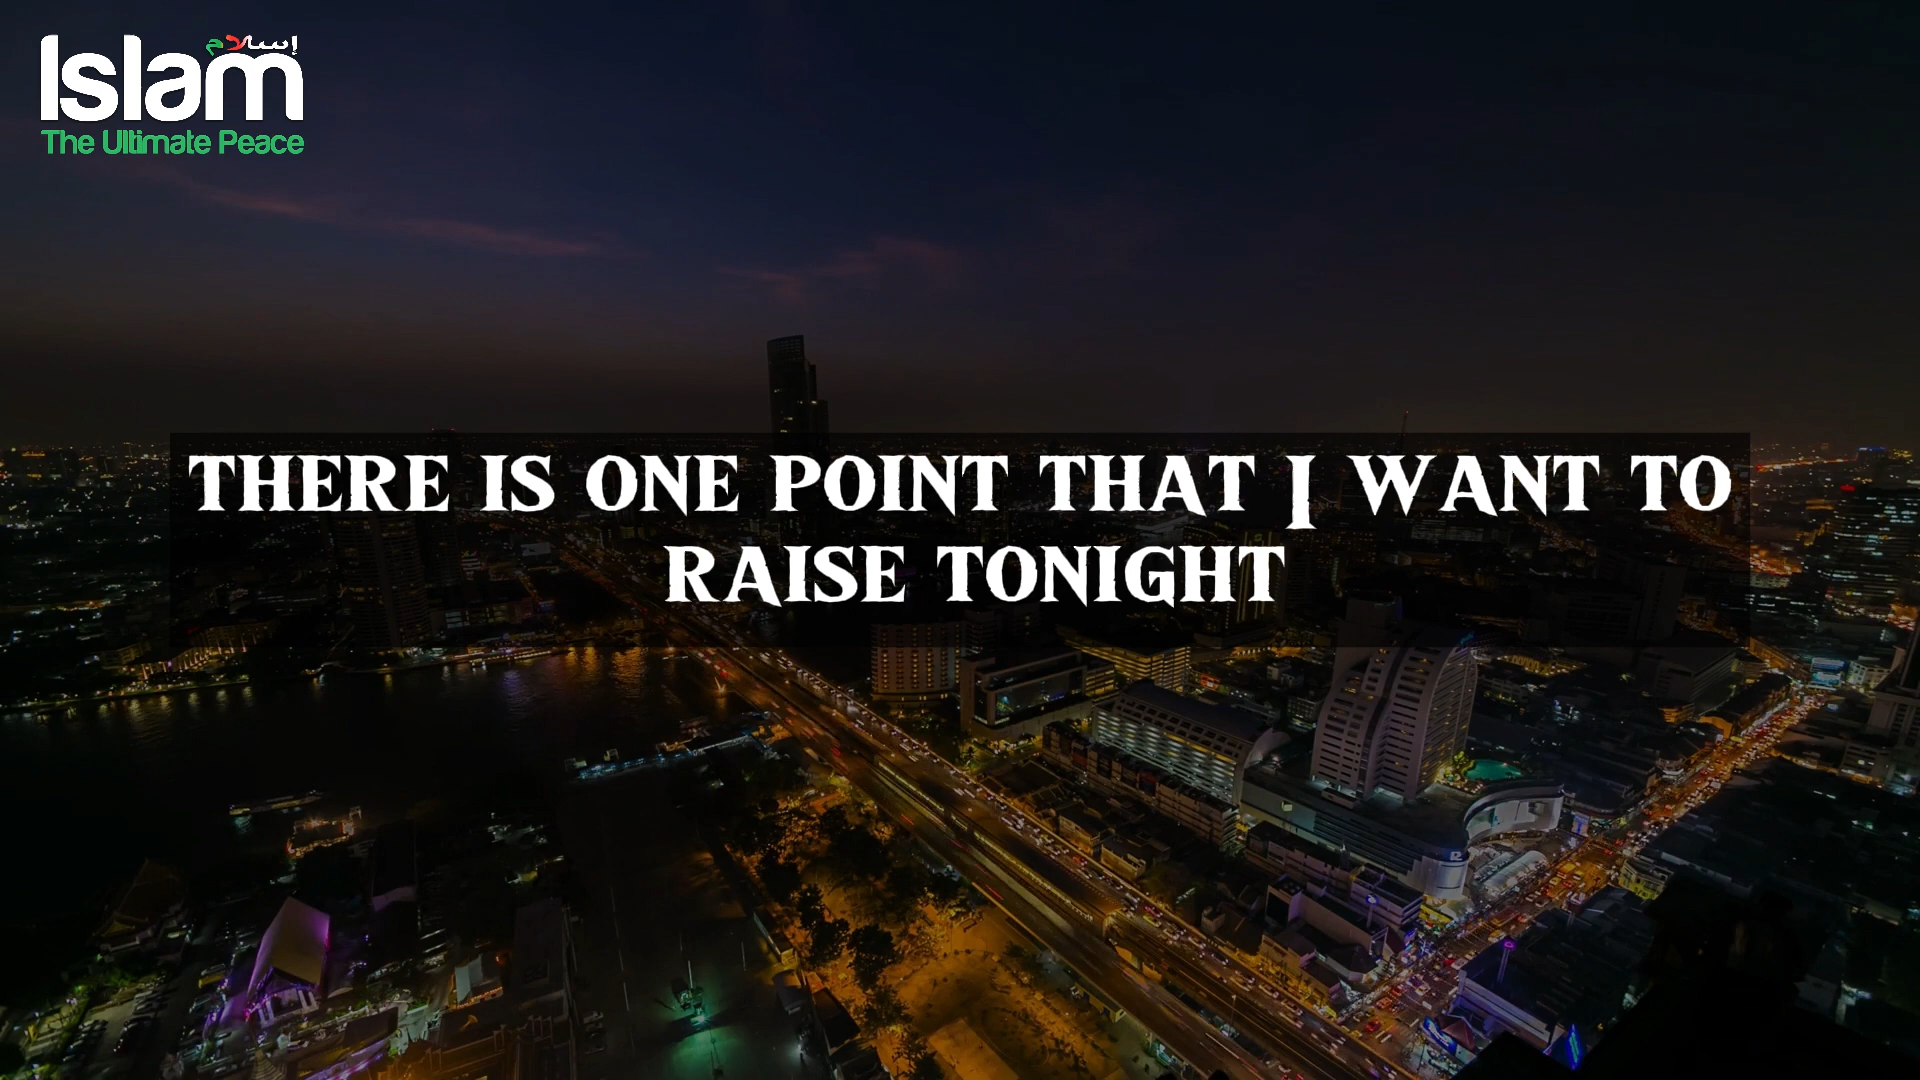 إسلام
Islam
The Ultimate Peace
THERE IS ONE POINT THAT I WANT TO
RAISE TONIGHT